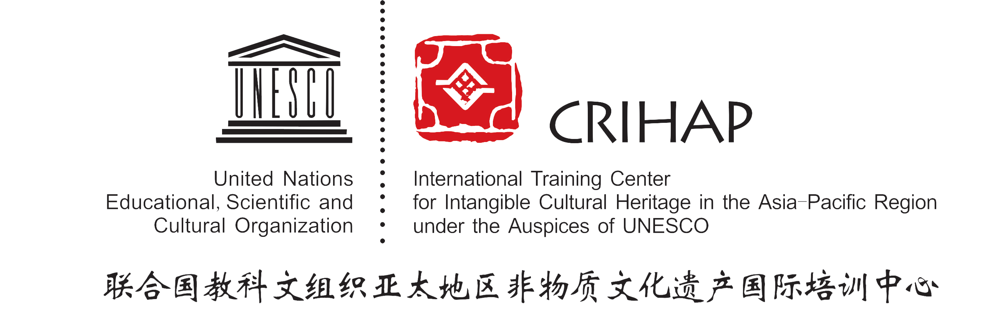 UNESCO
United Nations
Educational, Scientific and
Cultural Organization
CRIHAP
International Training Center
for Intangible Cultural Heritage in the Asia-Pacific Region
under the Auspices of UNESCO
联合国教科文组织亚太地区非物质文化遗产国际培训中心